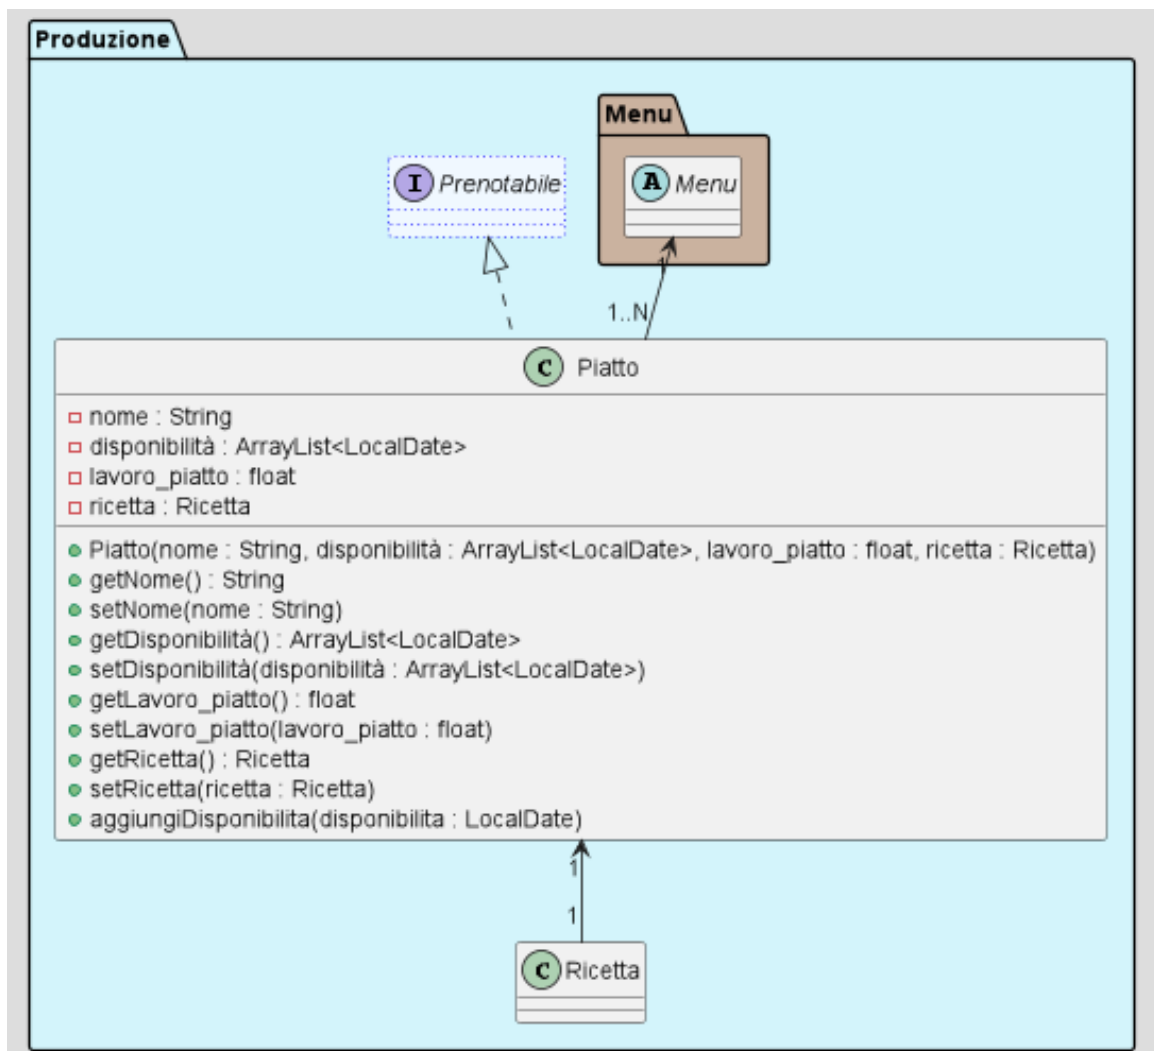 Produzione
Menu
I Prenotabile
A Menu
1
1..N
C Piatto
nome : String
disponibilità : ArrayList<LocalDate>
lavoro_piatto : float
ricetta : Ricetta
Piatto(nome : String, disponibilità : ArrayList<LocalDate>, lavoro_piatto : float, ricetta : Ricetta)
getNome() : String
setNome(nome : String)
getDisponibilità() : ArrayList<LocalDate>
setDisponibilità(disponibilità : ArrayList<LocalDate>)
getLavoro_piatto() : float
setLavoro_piatto(lavoro_piatto : float)
getRicetta() : Ricetta
setRicetta(ricetta : Ricetta)
aggiungiDisponibilita(disponibilita : LocalDate)
1
1
C Ricetta